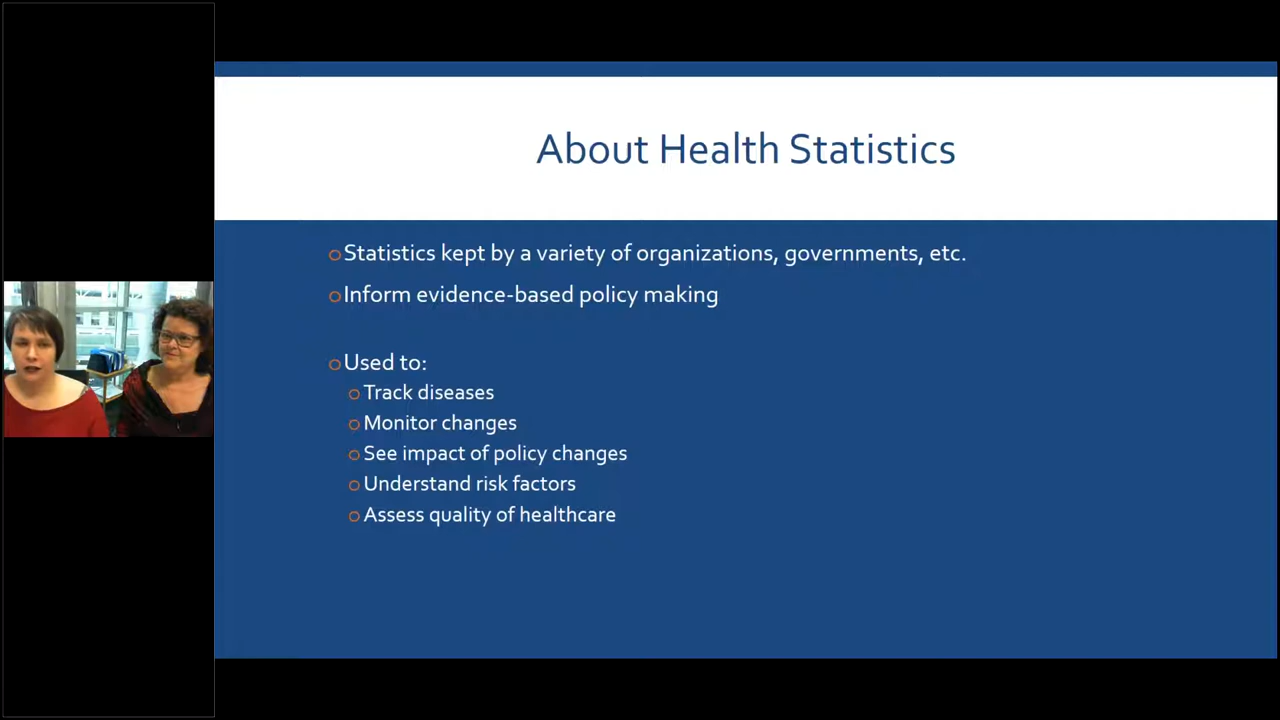 About Health Statistics
Statistics kept by a variety of organizations, governments, etc.
Inform evidence-based policy making
Used to:
Track diseases
Monitor changes
See impact of policy changes
Understand risk factors
Assess quality of healthcare